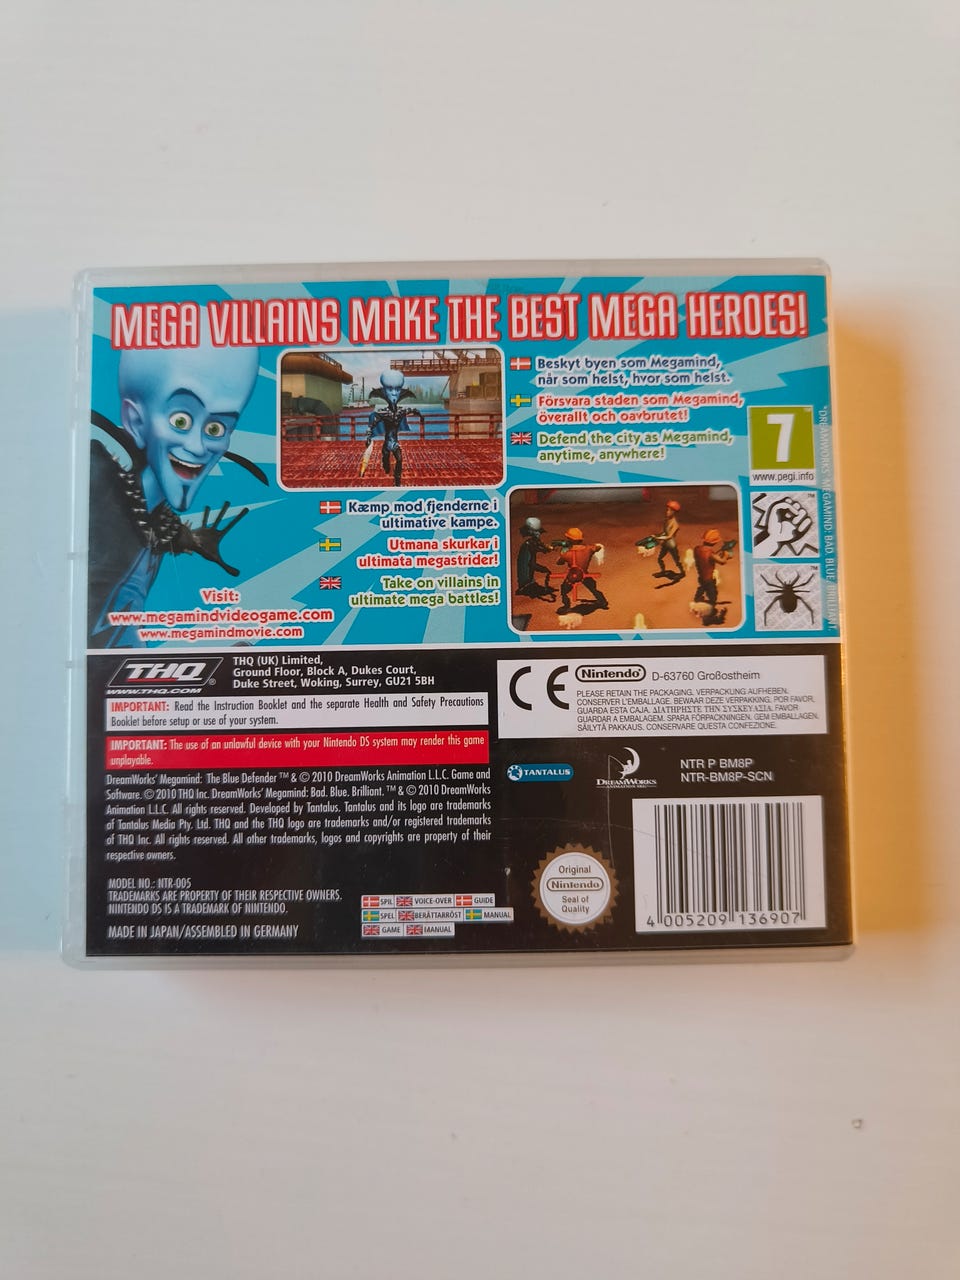 MEGA VILLAINS MAKE THE BEST MEGA HEROES!
Beskyt byen som Megamind,
når som helst, hvor som helst.
Försvara staden som Megamind,
överallt och oavbrutet!
Defend the city as Megamind,
anytime, anywhere!
7
www.pegi.info
Kæmp mod fjenderne i
ultimative kampe.
Utmana skurkar i
ultimata megastrider!
Take on villains in
ultimate mega battles!
Visit:
www.megamindvideogame.com
www.megamindmovie.com
"DREAMWORKS MEGAMIND: BAD. BLUE. BRILLIANT.
THQ®
WWW.THQ.COM
THQ (UK) Limited,
Ground Floor, Block A, Dukes Court,
Duke Street, Woking, Surrey, GU21 5BH
IMPORTANT: Read the Instruction Booklet and the separate Health and Safety Precautions
Booklet before setup or use of your system.
IMPORTANT: The use of an unlawful device with your Nintendo DS system may render this game
unplayable.
DreamWorks' Megamind: The Blue Defender ™ & © 2010 DreamWorks Animation L.L.C. Game and
Software. © 2010 THQ Inc. DreamWorks' Megamind: Bad. Blue. Brilliant. ™ & © 2010 DreamWorks
Animation L.L.C. All rights reserved. Developed by Tantalus. Tantalus and its logo are trademarks
of Tantalus Media Pty. Ltd. THQ and the THQ logo are trademarks and/or registered trademarks
of THQ Inc. All rights reserved. All other trademarks, logos and copyrights are property of their
respective owners.
MODEL NO.: NTR-005
TRADEMARKS ARE PROPERTY OF THEIR RESPECTIVE OWNERS.
NINTENDO DS IS A TRADEMARK OF NINTENDO.
MADE IN JAPAN/ASSEMBLED IN GERMANY
SPIL VOICE-OVER GUIDE
SPEL BERÄTTARRÖST MANUAL
GAME MANUAL
CE Nintendo® D-63760 Großostheim
PLEASE RETAIN THE PACKAGING. VERPACKUNG AUFHEBEN.
CONSERVER L'EMBALLAGE. BEWAAR DEZE VERPAKKING. POR FAVOR,
GUARDA ESTA CAJA. ΔΙΑΤΗΡΗΣΤΕ ΤΗΝ ΣΥΣΚΕΥΑΣΙΑ. FAVOR
GUARDAR A EMBALAGEM. SPARA FÖRPACKNINGEN. GEM EMBALLAGEN.
SÄILYTÄ PAKKAUS. CONSERVARE QUESTA CONFEZIONE.
TANTALUS
DREAMWORKS
ANIMATION SKG
NTR P BM8P
NTR-BM8P-SCN
Original
Nintendo
Seal of
Quality
4 005209 136907